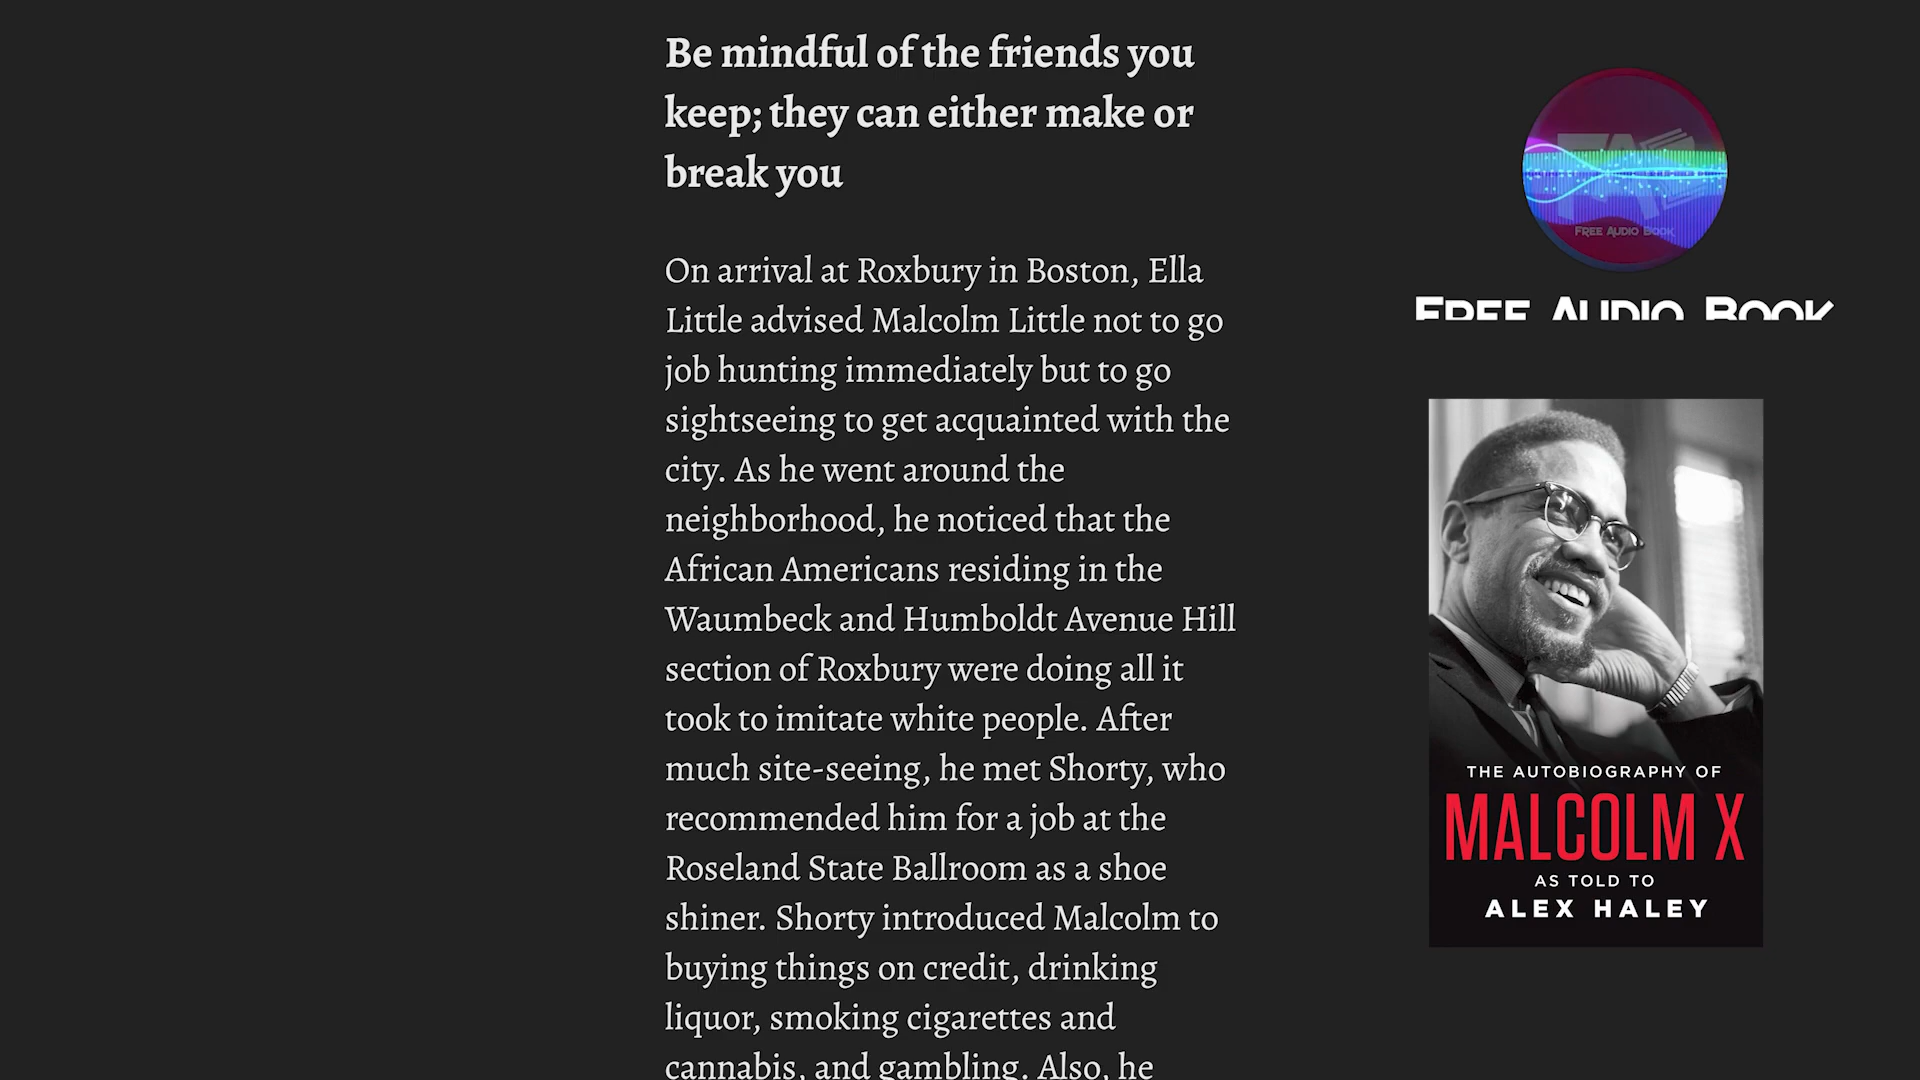 Be mindful of the friends you
keep; they can either make or
break you
On arrival at Roxbury in Boston, Ella
Little advised Malcolm Little not to go
job hunting immediately but to go
sightseeing to get acquainted with the
city. As he went around the
neighborhood, he noticed that the
African Americans residing in the
Waumbeck and Humboldt Avenue Hill
section of Roxbury were doing all it
took to imitate white people. After
much site-seeing, he met Shorty, who
recommended him for a job at the
Roseland State Ballroom as a shoe
shiner. Shorty introduced Malcolm to
buying things on credit, drinking
liquor, smoking cigarettes and
cannabis, and gambling. Also, he
FAB
FREE AUDIO BOOK
FREE AUDIO BOOK
THE AUTOBIOGRAPHY OF
MALCOLM X
AS TOLD TO
ALEX HALEY